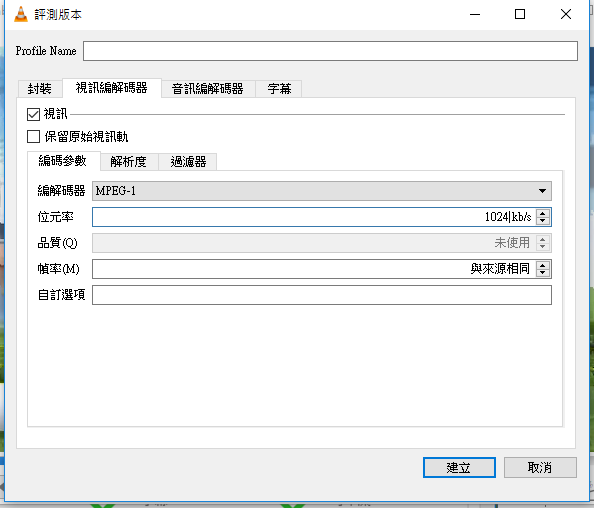 評測版本
Profile Name
封裝 視訊編解碼器 音訊編解碼器 字幕
視訊
保留原始視訊軌
編碼參數 解析度 過濾器
編解碼器 MPEG-1
位元率 1024 kb/s
品質(Q) 未使用
幀率(M) 與來源相同
自訂選項
建立 取消